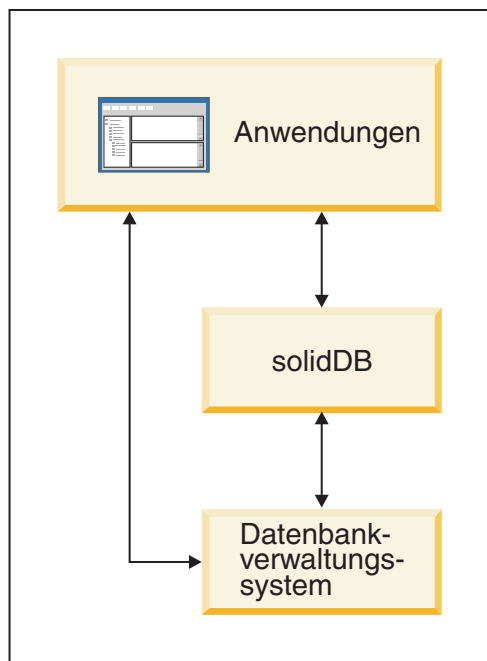 Anwendungen
solidDB
Datenbank-
verwaltungs-
system